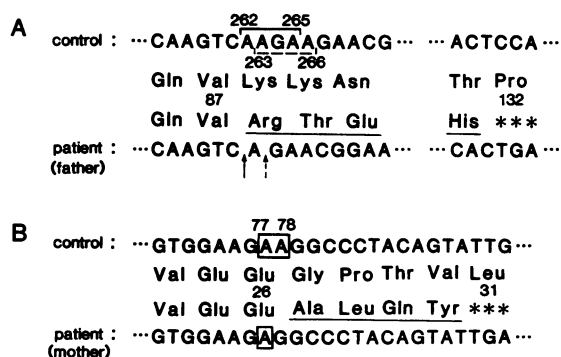 A
262 265
control : ···CAAGTCAAGAAGAACG··· ··· ACTCCA···
263 266
Gln Val Lys Lys Asn Thr Pro
87 132
Gln Val Arg Thr Glu His ***
patient : ···CAAGTC A GAACGGAA ··· ··· CACTGA ···
(father)
B
77 78
control : ···GTGGAAGAAGGCCCTACAGTATTG···
Val Glu Glu Gly Pro Thr Val Leu
26 31
Val Glu Glu Ala Leu Gln Tyr ***
patient : ···GTGGAAGAGGCCCTACAGTATTGA···
(mother)